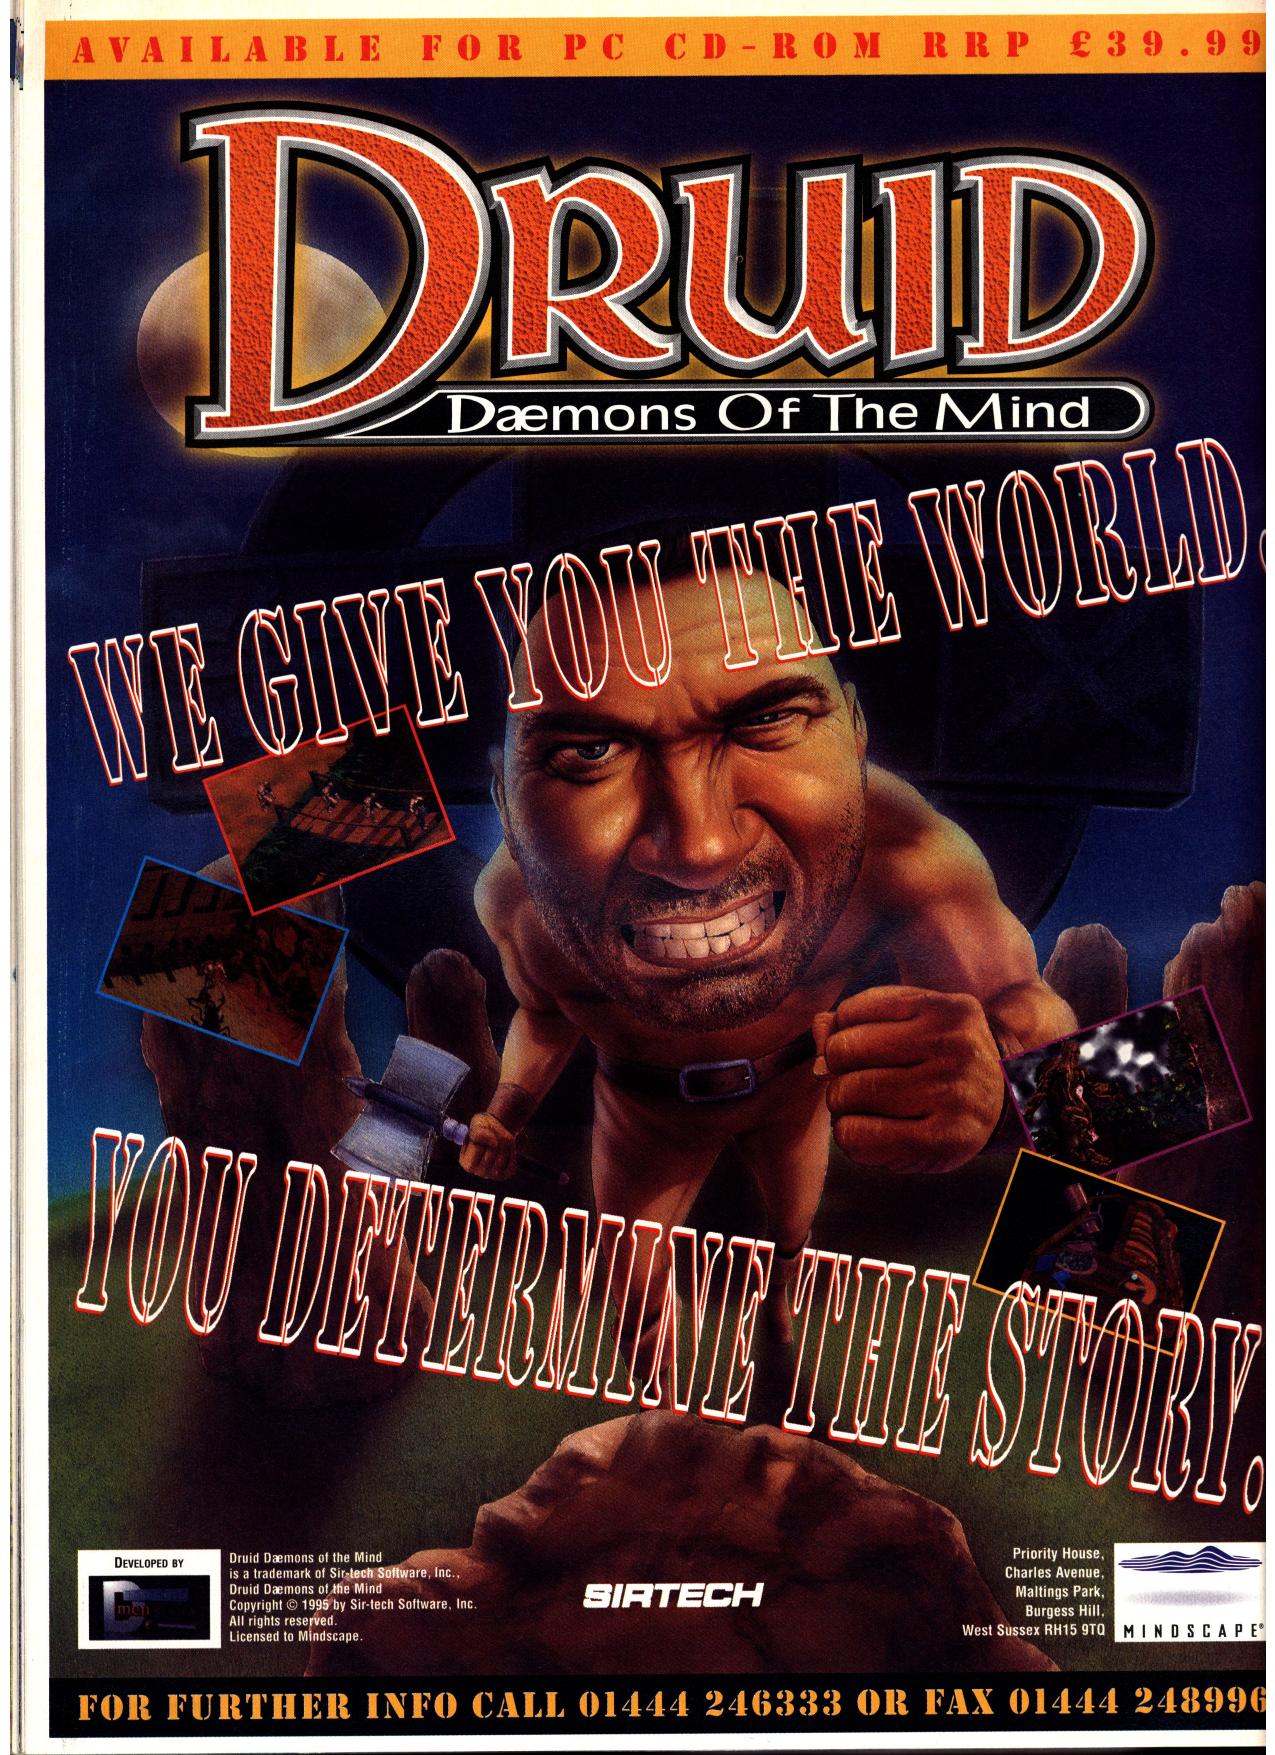 AVAILABLE FOR PC CD-ROM RRP £39.99
DRUID
Dæmons Of The Mind
WE GIVE YOU THE WORLD.
YOU DETERMINE THE STORY.
DEVELOPED BY
Druid Dæmons of the Mind
is a trademark of Sir-tech Software, Inc.,
Druid Dæmons of the Mind
Copyright © 1995 by Sir-tech Software, Inc.
All rights reserved.
Licensed to Mindscape.
SIRTECH
Priority House,
Charles Avenue,
Maltings Park,
Burgess Hill,
West Sussex RH15 9TQ
MINDSCAPE®
FOR FURTHER INFO CALL 01444 246333 OR FAX 01444 248996